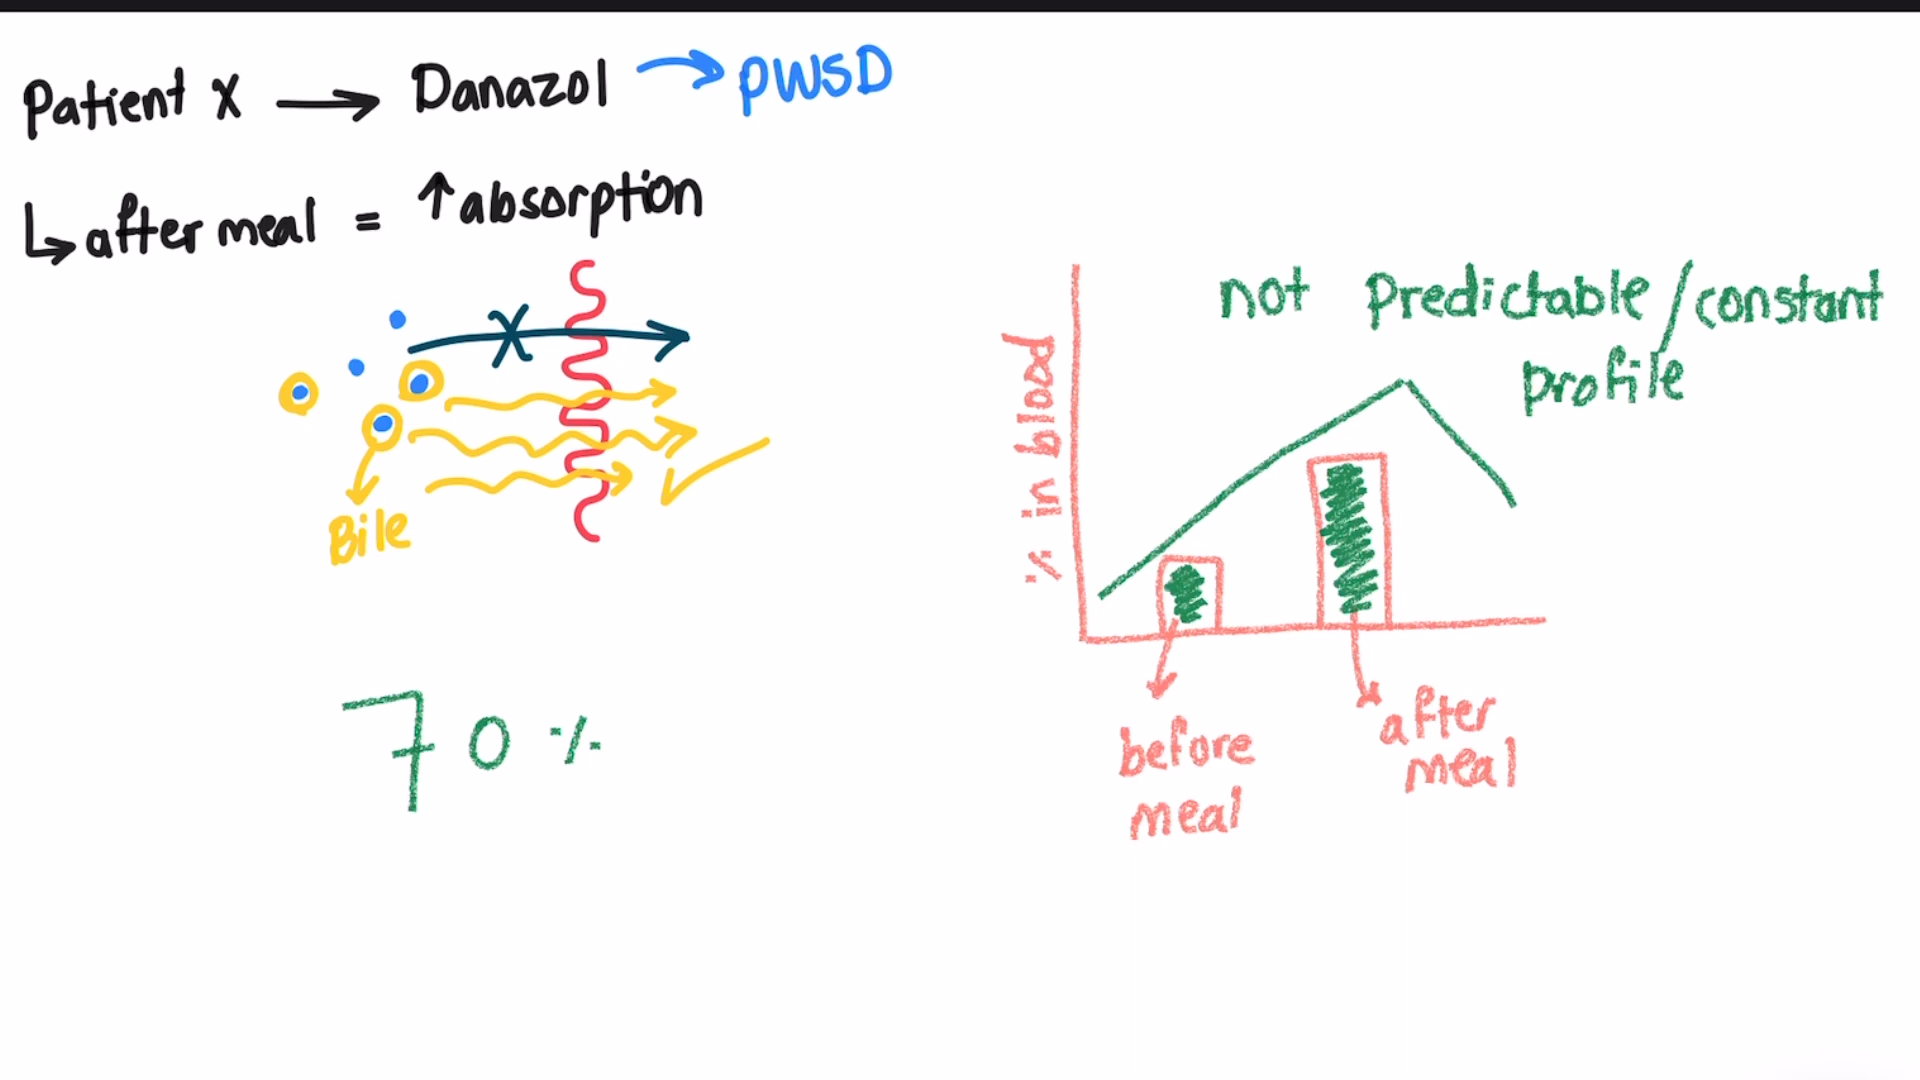 Patient X → Danazol → PWSD
↳ after meal = ↑ absorption
Bile
70 %
not Predictable/constant
profile
% in blood
before
meal
after
meal